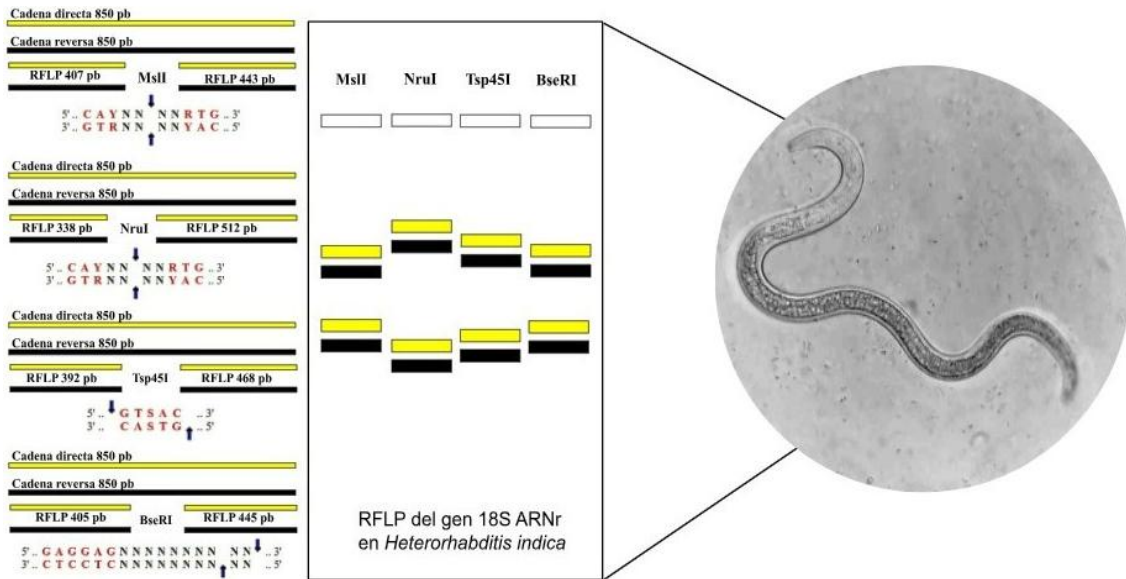 Cadena directa 850 pb
Cadena reversa 850 pb
RFLP 407 pb MslI RFLP 443 pb
5' .. C A Y N N N N R T G .. 3'
G T R N N N N Y A C .. 5'
Cadena directa 850 pb
Cadena reversa 850 pb
RFLP 338 pb NruI RFLP 512 pb
5' .. C A Y N N N N R T G .. 3'
G T R N N N N Y A C .. 5'
Cadena directa 850 pb
Cadena reversa 850 pb
RFLP 392 pb Tsp45I RFLP 468 pb
5' .. G T S A C .. 3'
C A S T G .. 5'
Cadena directa 850 pb
Cadena reversa 850 pb
RFLP 405 pb BseRI RFLP 445 pb
5' .. G A G G A G N N N N N N N N N N .. 3'
3' .. C T C C T C N N N N N N N N N N .. 5'
MslI NruI Tsp45I BseRI
RFLP del gen 18S ARNr
en Heterorhabditis indica